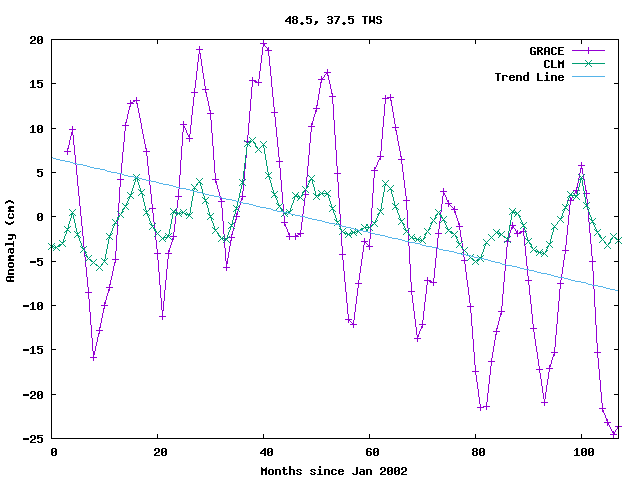 48.5, 37.5 TWS
GRACE
CLM
Trend Line
20
15
10
5
0
-5
-10
-15
-20
-25
Anomaly (cm)
0 20 40 60 80 100
Months since Jan 2002